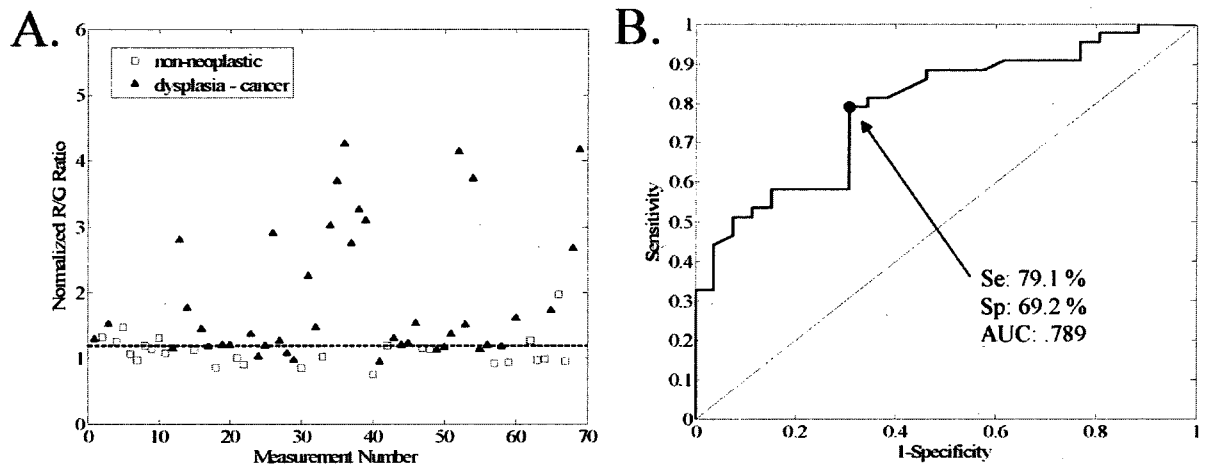 A.
6
5
4
3
2
1
0
Normalized R/G Ratio
non-neoplastic
dysplasia - cancer
0 10 20 30 40 50 60 70
Measurement Number
B.
1
0.9
0.8
0.7
0.6
0.5
0.4
0.3
0.2
0.1
0
Sensitivity
Se: 79.1 %
Sp: 69.2 %
AUC: .789
0 0.2 0.4 0.6 0.8 1
1-Specificity